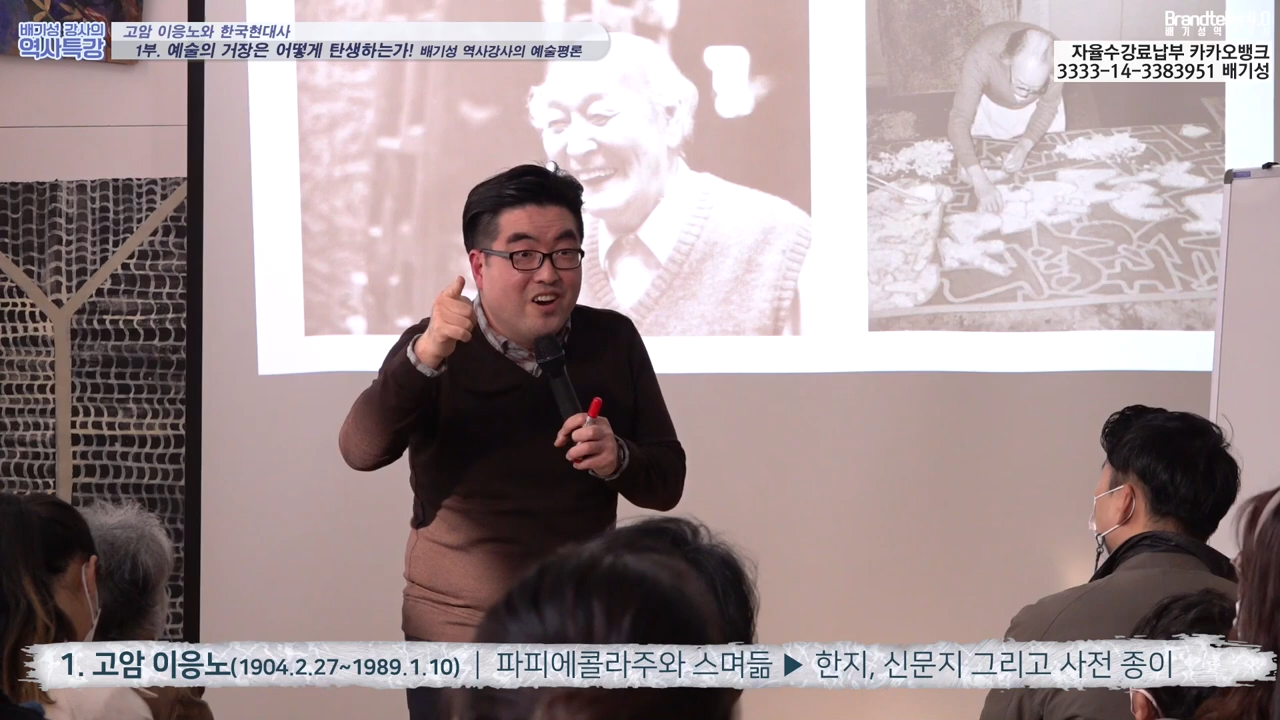 배기성 강사의
역사특강
고암 이응노와 한국현대사
1부. 예술의 거장은 어떻게 탄생하는가! 배기성 역사강사의 예술평론
자율수강료납부 카카오뱅크
3333-14-3383951 배기성
1. 고암 이응노(1904.2.27~1989.1.10) | 파피에콜라주와 스며듦 ▶ 한지, 신문지 그리고 사전 종이